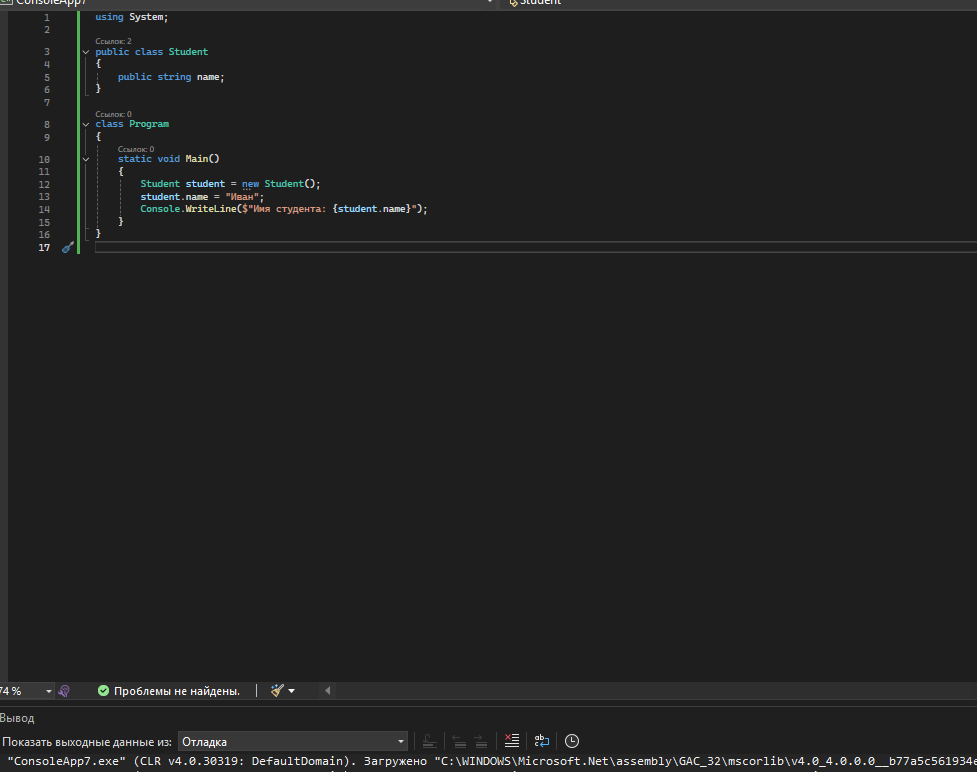 ConsoleApp7 Student
1 using System;
2
Ссылок: 2
3 public class Student
4 {
5 public string name;
6 }
7
Ссылок: 0
8 class Program
9 {
Ссылок: 0
10 static void Main()
11 {
12 Student student = new Student();
13 student.name = "Иван";
14 Console.WriteLine($"Имя студента: {student.name}");
15 }
16 }
17
74 % Проблемы не найдены.
Вывод
Показать выходные данные из: Отладка
"ConsoleApp7.exe" (CLR v4.0.30319: DefaultDomain). Загружено "C:\WINDOWS\Microsoft.Net\assembly\GAC_32\mscorlib\v4.0_4.0.0.0__b77a5c561934e